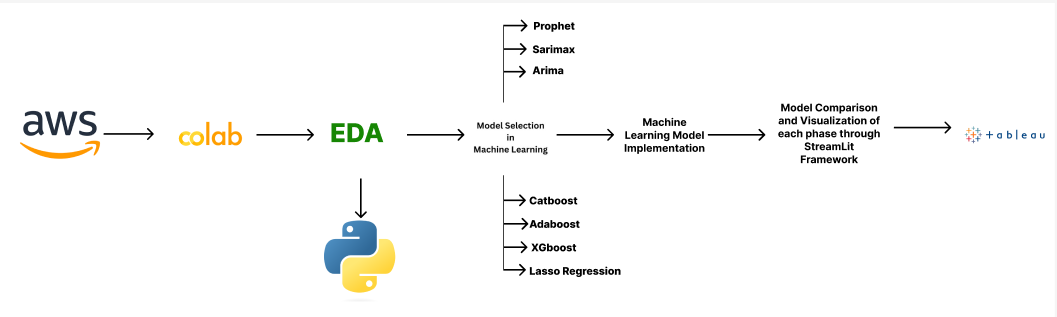 Prophet
Sarimax
Arima
aws
colab
EDA
Model Selection
in
Machine Learning
Machine
Learning Model
Implementation
Model Comparison
and Visualization of
each phase through
StreamLit
Framework
+ableau
Catboost
Adaboost
XGboost
Lasso Regression